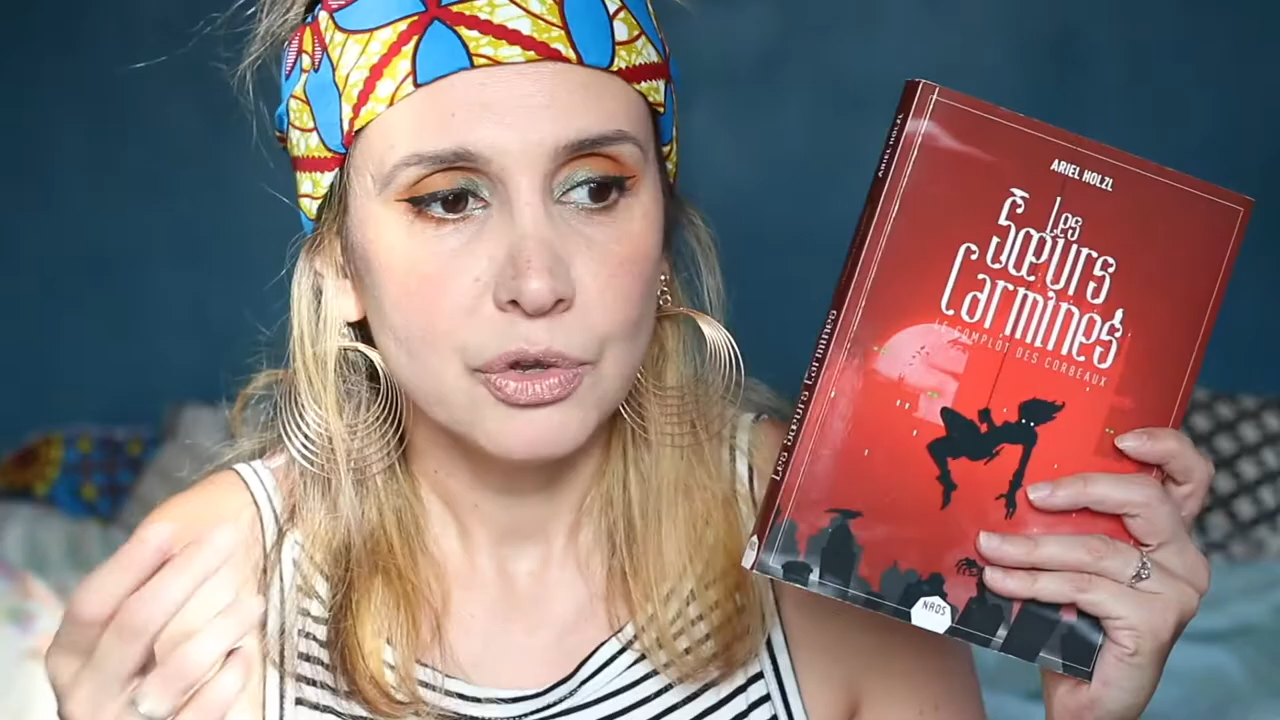 ARIEL HOLZL
Les
Sœurs
Carmines
LE COMPLOT DES CORBEAUX
NAOS
ARIEL HOLZL
Les Sœurs Carmines